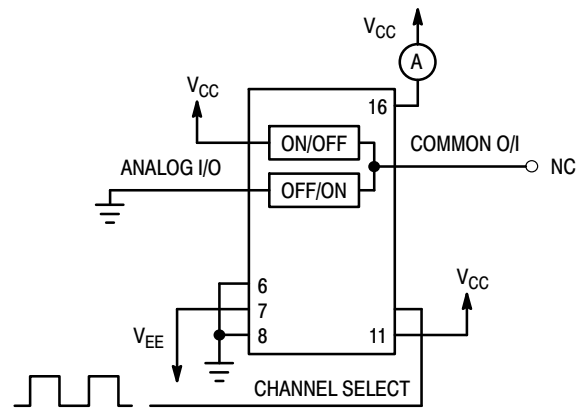 V_CC
A
V_CC
16
ON/OFF
COMMON O/I
NC
ANALOG I/O
OFF/ON
6
7
8
V_CC
11
V_EE
CHANNEL SELECT